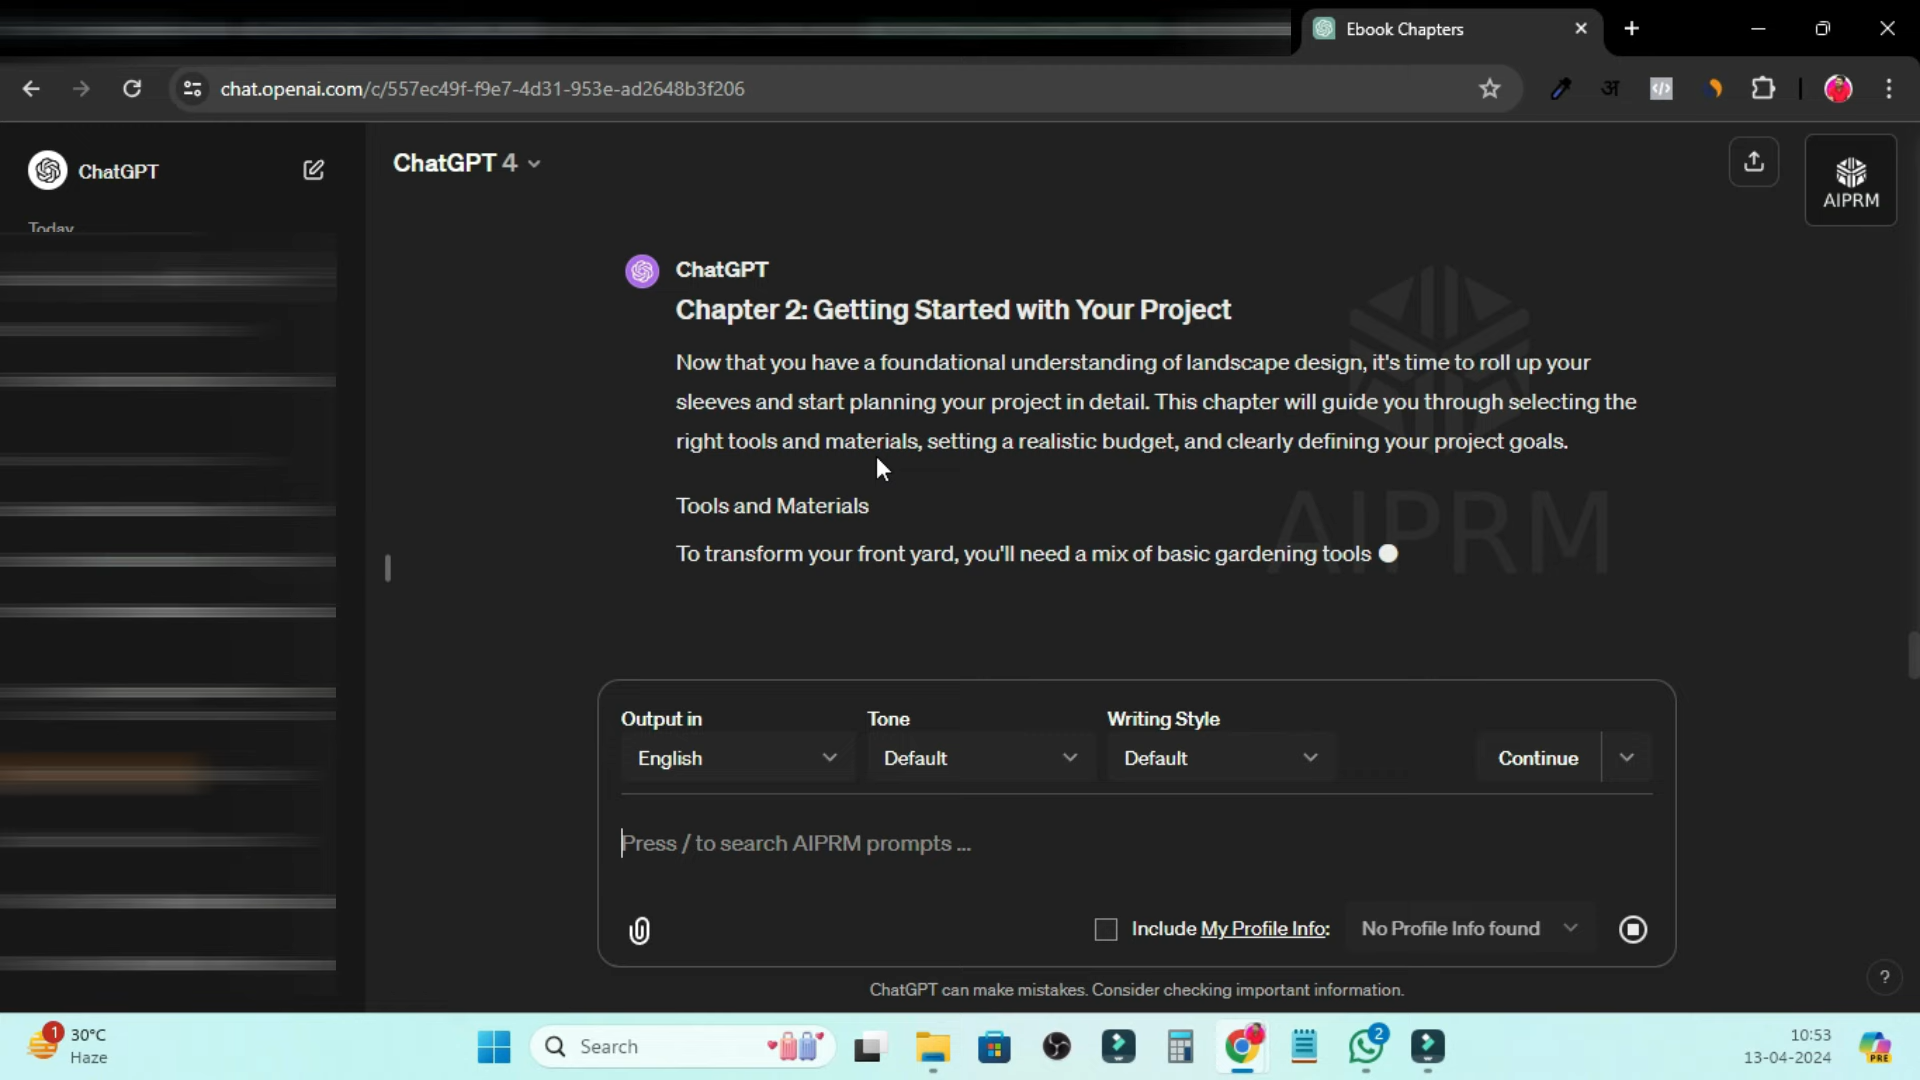 Ebook Chapters
chat.openai.com/c/557ec49f-f9e7-4d31-953e-ad2648b3f206
अ
ChatGPT
Today
ChatGPT 4
AIPRM
ChatGPT
Chapter 2: Getting Started with Your Project
Now that you have a foundational understanding of landscape design, it's time to roll up your
sleeves and start planning your project in detail. This chapter will guide you through selecting the
right tools and materials, setting a realistic budget, and clearly defining your project goals.
Tools and Materials
To transform your front yard, you'll need a mix of basic gardening tools
AIPRM
Output in
Tone
Writing Style
English
Default
Default
Continue
Press / to search AIPRM prompts ...
Include My Profile Info:
No Profile Info found
ChatGPT can make mistakes. Consider checking important information.
?
1
30°C
Haze
Search
2
10:53
13-04-2024
PRE